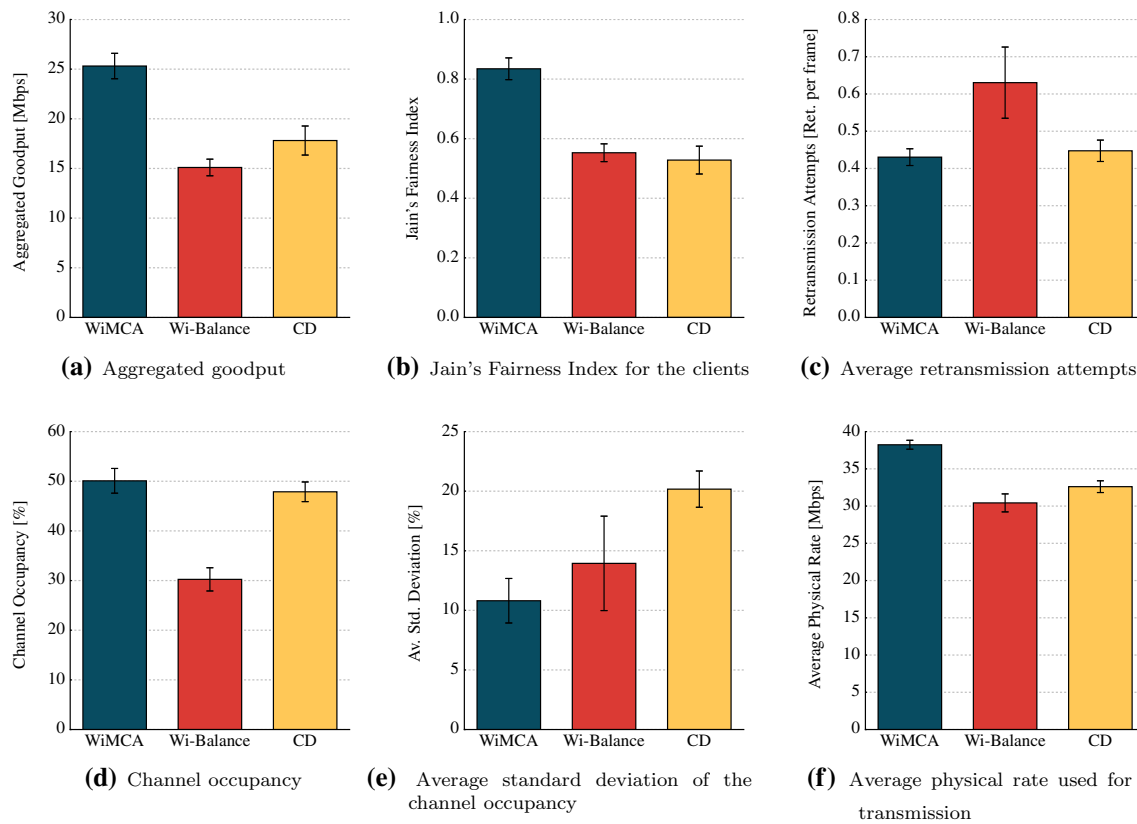 Aggregated Goodput [Mbps]
30
25
20
15
10
5
0
WiMCA Wi-Balance CD
(a) Aggregated goodput
Jain's Fairness Index
1.0
0.8
0.6
0.4
0.2
0.0
WiMCA Wi-Balance CD
(b) Jain's Fairness Index for the clients
Retransmission Attempts [Ret. per frame]
0.8
0.7
0.6
0.5
0.4
0.3
0.2
0.1
0.0
WiMCA Wi-Balance CD
(c) Average retransmission attempts
Channel Occupancy [%]
60
50
40
30
20
10
0
WiMCA Wi-Balance CD
(d) Channel occupancy
Av. Std. Deviation [%]
25
20
15
10
5
0
WiMCA Wi-Balance CD
(e) Average standard deviation of the
channel occupancy
Average Physical Rate [Mbps]
40
35
30
25
20
15
10
5
0
WiMCA Wi-Balance CD
(f) Average physical rate used for
transmission